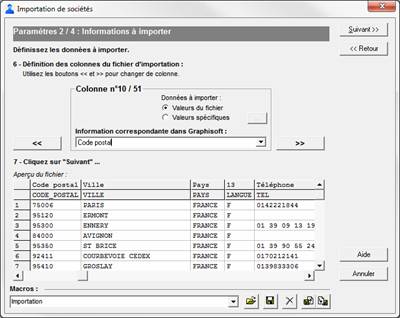 Importation de sociétés
Paramètres 2 / 4 : Informations à importer
Suivant >>
<< Retour
Définissez les données à importer.
6 - Définition des colonnes du fichier d'importation :
Utilisez les boutons << et >> pour changer de colonne.
Colonne n°10 / 51
Données à importer :
Valeurs du fichier
Valeurs spécifiques
Information correspondante dans Graphisoft :
<<
Code postal
>>
7 - Cliquez sur "Suivant" ...
Aperçu du fichier :
Code postal Ville Pays 13 Téléphone
CODE_POSTAL VILLE PAYS LANGUE TEL
1 75006 PARIS FRANCE F 0142221844
2 95120 ERMONT FRANCE F
3 95300 ENNERY FRANCE F 01 39 09 13 19
4 84000 AVIGNON FRANCE F
5 95350 ST BRICE FRANCE F 01 39 90 55 24
6 92411 COURBEVOIE CEDEX FRANCE F 0170212141
7 95410 GROSLAY FRANCE F 0139833306
Aide
Annuler
Macros :
Importation